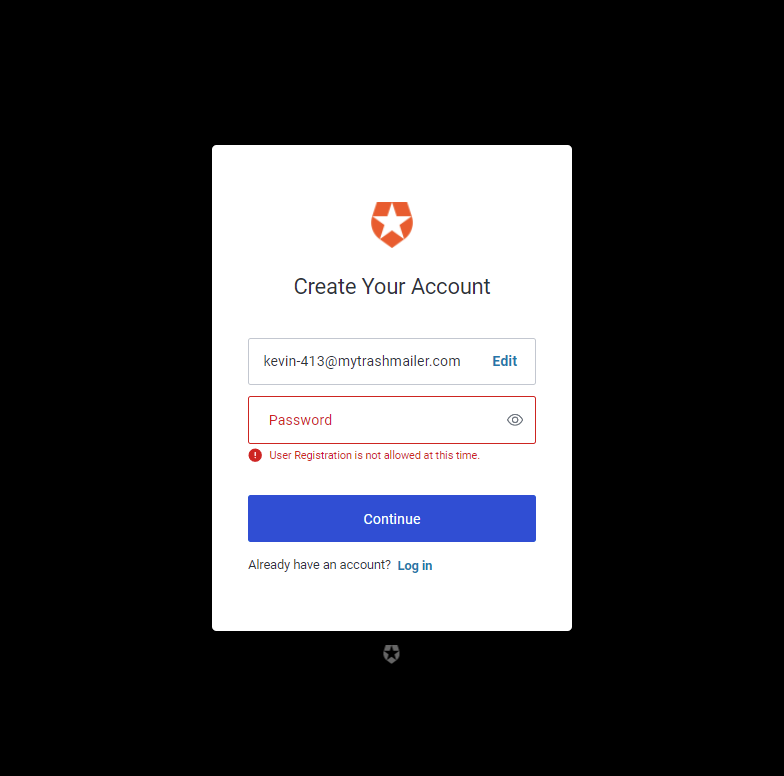 Create Your Account
kevin-413@mytrashmailer.com Edit
Password
User Registration is not allowed at this time.
Continue
Already have an account? Log in